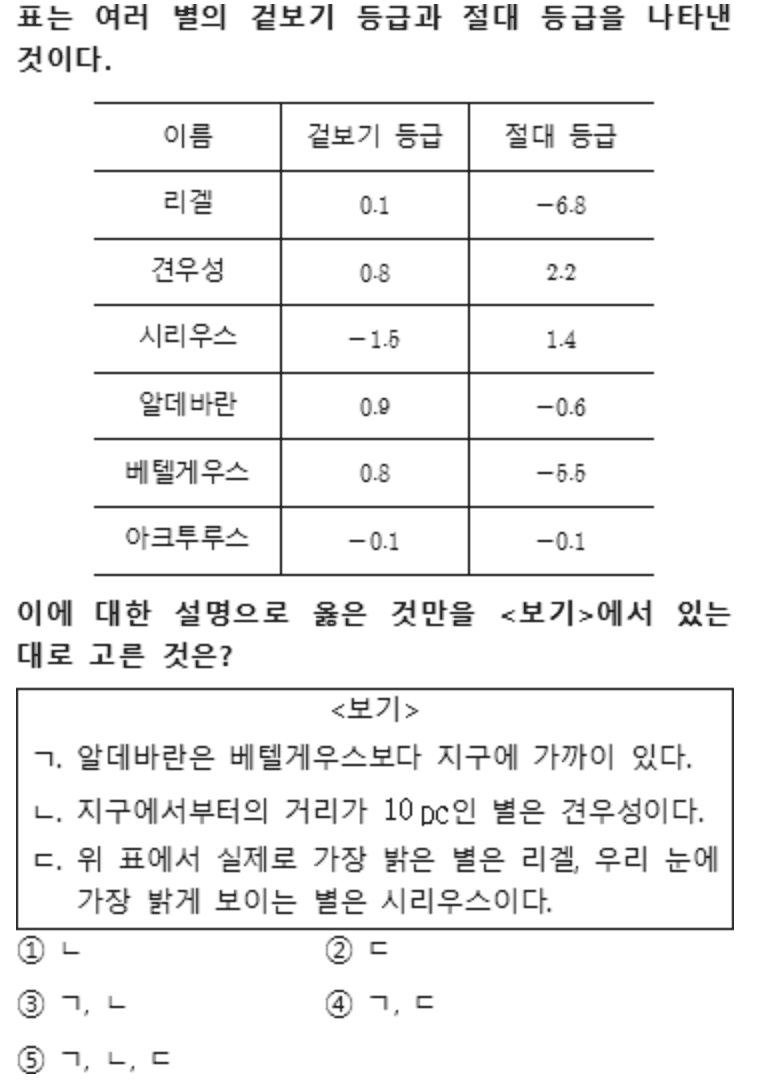 표는 여러 별의 겉보기 등급과 절대 등급을 나타낸
것이다.
이름 겉보기 등급 절대 등급
리겔 0.1 −6.8
견우성 0.8 2.2
시리우스 −1.5 1.4
알데바란 0.9 −0.6
베텔게우스 0.8 −5.5
아크투루스 −0.1 −0.1
이에 대한 설명으로 옳은 것만을 <보기>에서 있는
대로 고른 것은?
<보기>
ㄱ. 알데바란은 베텔게우스보다 지구에 가까이 있다.
ㄴ. 지구에서부터의 거리가 10pc인 별은 견우성이다.
ㄷ. 위 표에서 실제로 가장 밝은 별은 리겔, 우리 눈에
가장 밝게 보이는 별은 시리우스이다.
① ㄴ ② ㄷ
③ ㄱ, ㄴ ④ ㄱ, ㄷ
⑤ ㄱ, ㄴ, ㄷ